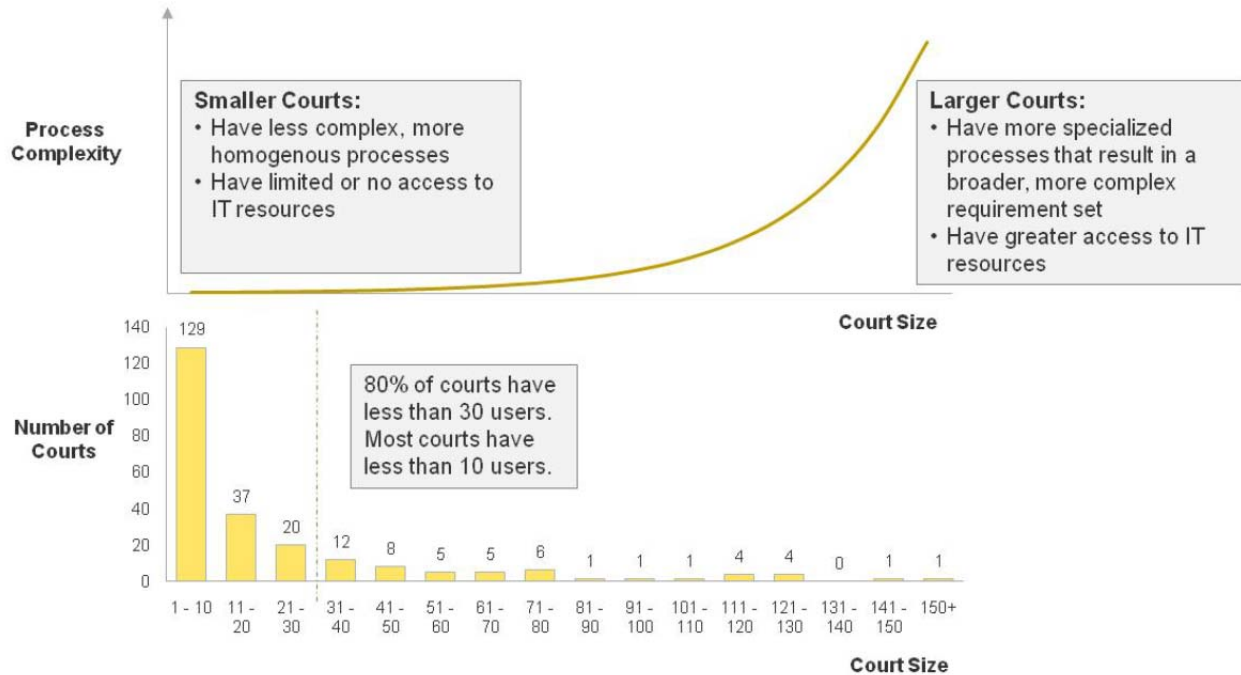 Process
Complexity
Smaller Courts:
• Have less complex, more
homogenous processes
• Have limited or no access to
IT resources
Larger Courts:
• Have more specialized
processes that result in a
broader, more complex
requirement set
• Have greater access to IT
resources
Court Size
Number of
Courts
140
120
100
80
60
40
20
0
129
37
20
12
8
5
5
6
1
1
1
4
4
0
1
1
80% of courts have
less than 30 users.
Most courts have
less than 10 users.
1 - 10
11 -
20
21 -
30
31 -
40
41 -
50
51 -
60
61 -
70
71 -
80
81 -
90
91 -
100
101 -
110
111 -
120
121 -
130
131 -
140
141 -
150
150+
Court Size